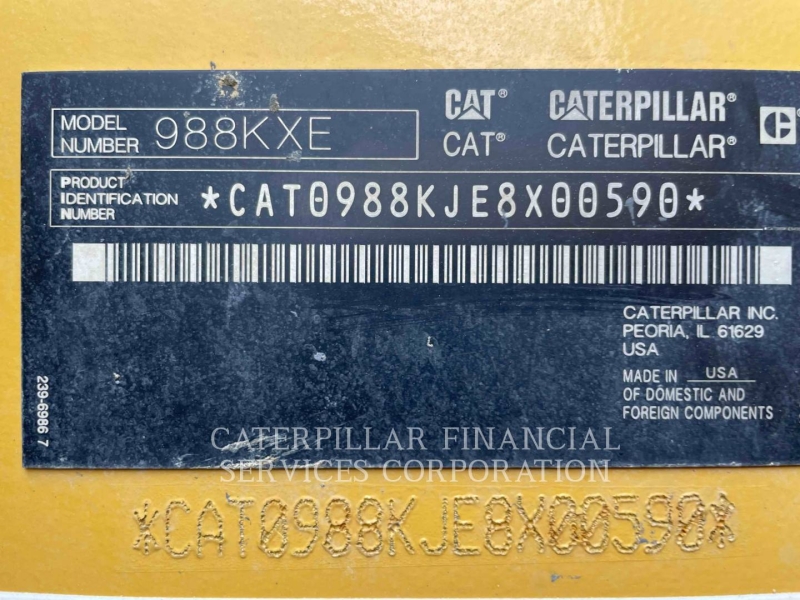 CAT® CATERPILLAR®
MODEL NUMBER 988KXE
CAT® CATERPILLAR®
PRODUCT
IDENTIFICATION
NUMBER
*CAT0988KJE8X00590*
CATERPILLAR INC.
PEORIA, IL 61629
USA
MADE IN USA
OF DOMESTIC AND
FOREIGN COMPONENTS
239-6986 7
CATERPILLAR FINANCIAL
SERVICES CORPORATION
*CAT0988KJE8X00590*